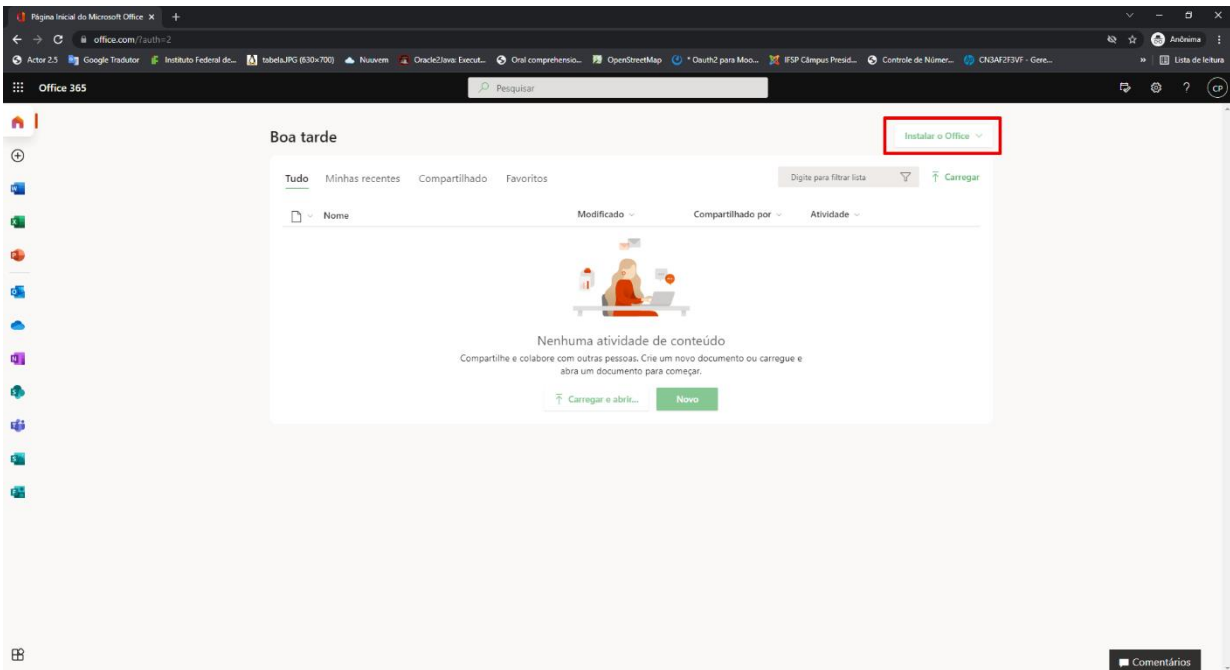 Página Inicial do Microsoft Office
office.com/?auth=2
Anônima
Actor 2.5 Google Tradutor Instituto Federal de... tabelaJPG (630×700) Nuuvem Oracle2Java: Execut... Oral comprehensio... OpenStreetMap * Oauth2 para Moo... IFSP Câmpus Presid... Controle de Númer... CN3AF2F3VF - Gere... » Lista de leitura
Office 365
Pesquisar
? CP
Boa tarde
Instalar o Office
Tudo Minhas recentes Compartilhado Favoritos
Digite para filtrar lista
Carregar
Nome Modificado Compartilhado por Atividade
Nenhuma atividade de conteúdo
Compartilhe e colabore com outras pessoas. Crie um novo documento ou carregue e
abra um documento para começar.
Carregar e abrir... Novo
Comentários